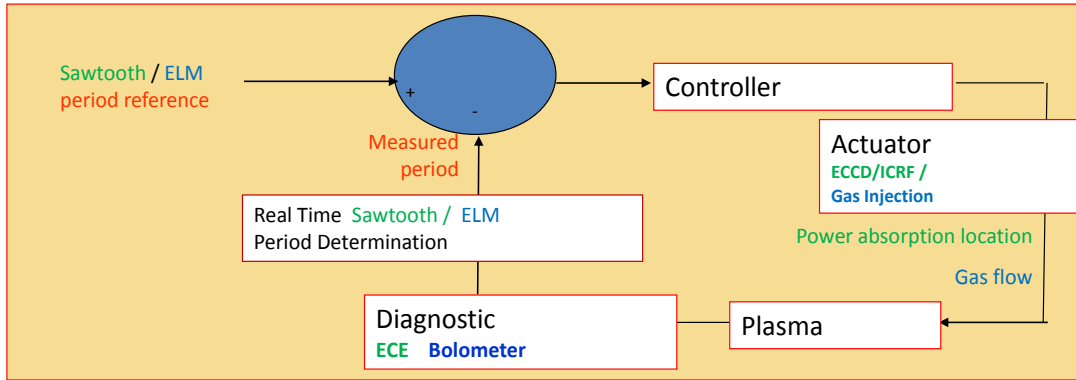 Sawtooth / ELM
period reference
+
-
Controller
Actuator
ECCD/ICRF /
Gas Injection
Measured
period
Real Time Sawtooth / ELM
Period Determination
Power absorption location
Gas flow
Diagnostic
ECE Bolometer
Plasma